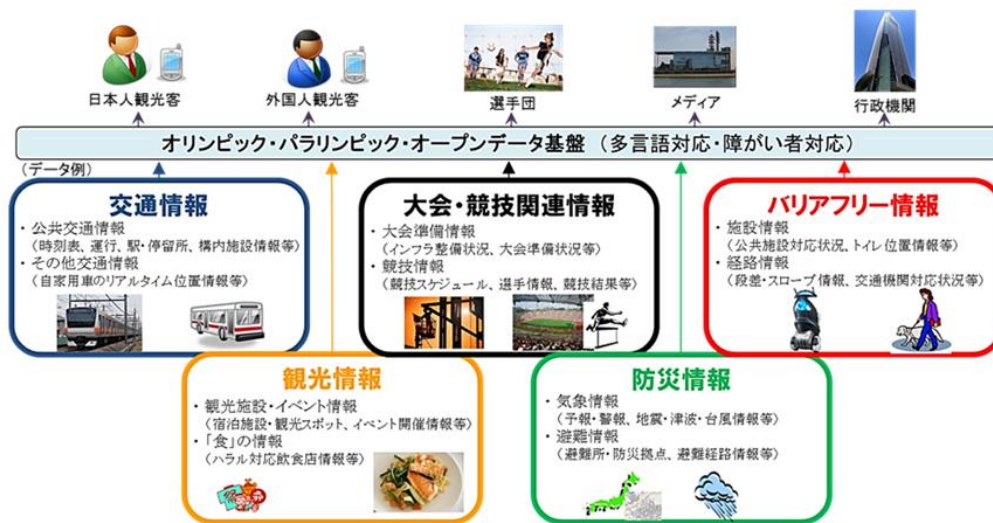 日本人観光客
外国人観光客
選手団
メディア
行政機関
オリンピック・パラリンピック・オープンデータ基盤（多言語対応・障がい者対応）
(データ例)
交通情報
・公共交通情報
(時刻表、運行、駅・停留所、構内施設情報等)
・その他交通情報
(自家用車のリアルタイム位置情報等)
大会・競技関連情報
・大会準備情報
(インフラ整備状況、大会準備状況等)
・競技情報
(競技スケジュール、選手情報、競技結果等)
バリアフリー情報
・施設情報
(公共施設対応状況、トイレ位置情報等)
・経路情報
(段差・スロープ情報、交通機関対応状況等)
観光情報
・観光施設・イベント情報
(宿泊施設・観光スポット、イベント開催情報等)
・「食」の情報
(ハラル対応飲食店情報等)
防災情報
・気象情報
(予報・警報、地震・津波・台風情報等)
・避難情報
(避難所・防災拠点、避難経路情報等)